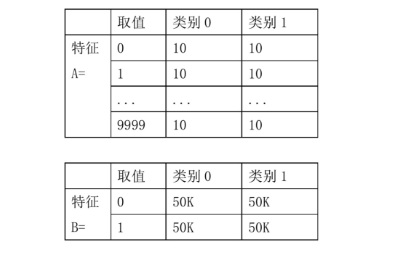 取值 类别 0 类别 1
特征 0 10 10
A= 1 10 10
... ... ...
9999 10 10
取值 类别 0 类别 1
特征 0 50K 50K
B= 1 50K 50K